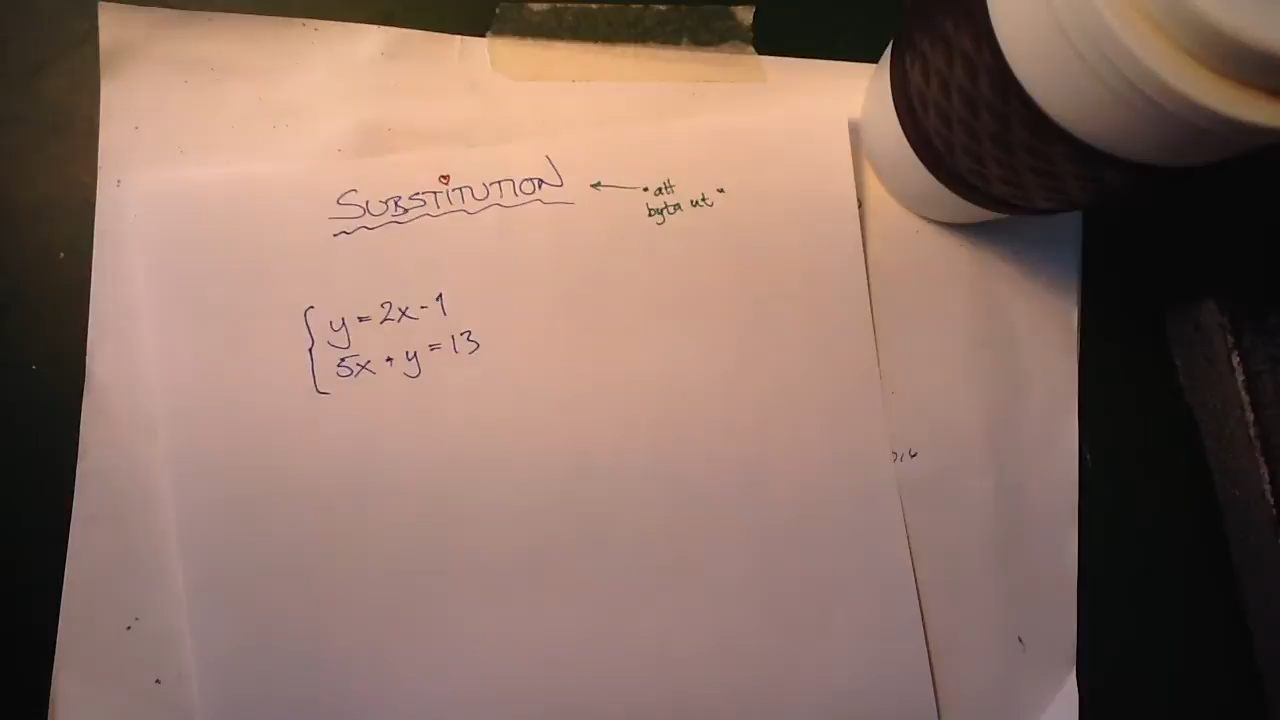 SUBSTITUTION
"att
byta ut"
y = 2x - 1
5x + y = 13